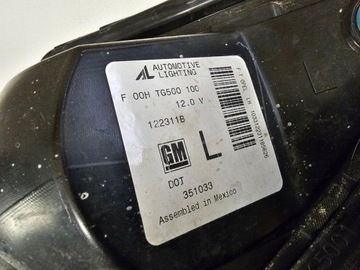 AL AUTOMOTIVE
LIGHTING
F 00H TG500 100
12.0 V
122311B
GM
L
DOT
351033
Assembled in Mexico